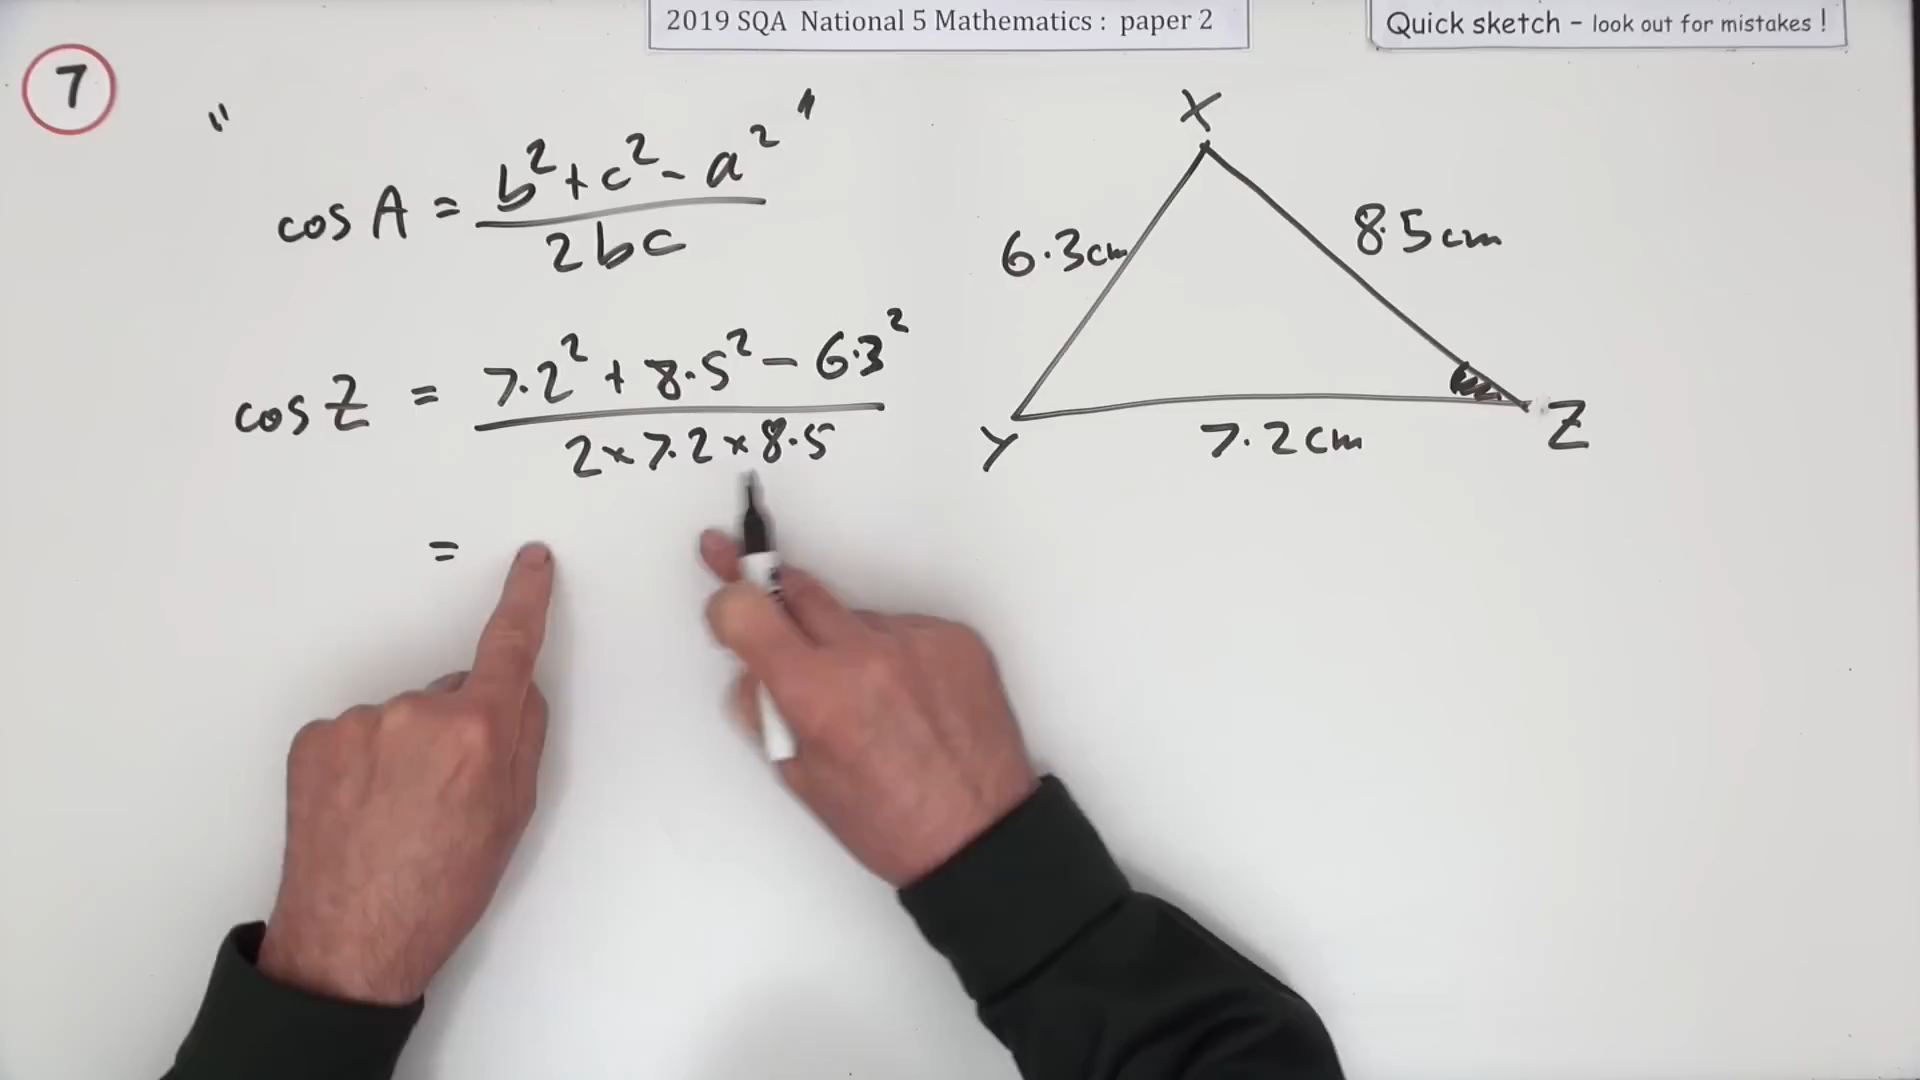 2019 SQA National 5 Mathematics : paper 2
Quick sketch – look out for mistakes !
7
" cos A = b² + c² - a² "
2bc
cos Z = 7.2² + 8.5² - 6.3²
2 × 7.2 × 8.5
=
X
6.3cm
8.5cm
Y
7.2cm
Z